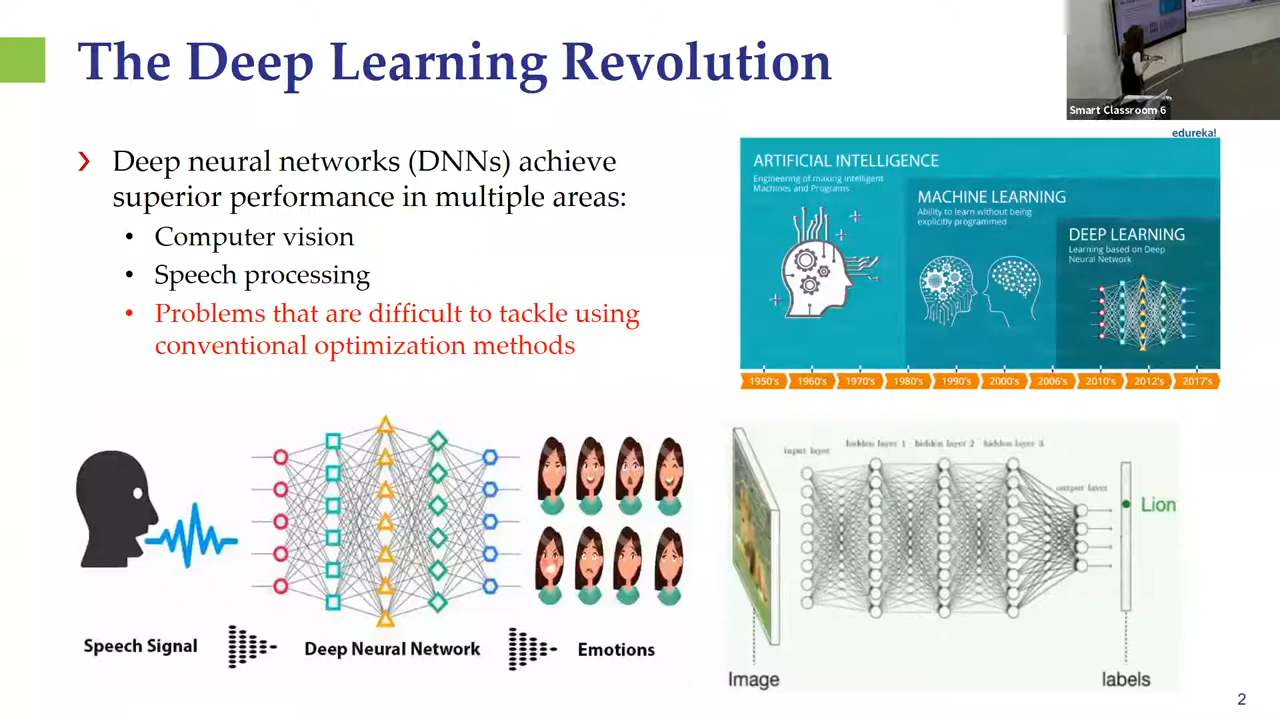 The Deep Learning Revolution
Smart Classroom 6
› Deep neural networks (DNNs) achieve
superior performance in multiple areas:
• Computer vision
• Speech processing
• Problems that are difficult to tackle using
conventional optimization methods
edureka!
ARTIFICIAL INTELLIGENCE
Engineering of making Intelligent
Machines and Programs
MACHINE LEARNING
Ability to learn without being
explicitly programmed
DEEP LEARNING
Learning based on Deep
Neural Network
1950's 1960's 1970's 1980's 1990's 2000's 2006's 2010's 2012's 2017's
Speech Signal
Deep Neural Network
Emotions
input layer
hidden layer 1 hidden layer 2 hidden layer 3
output layer
Lion
Image
labels
2